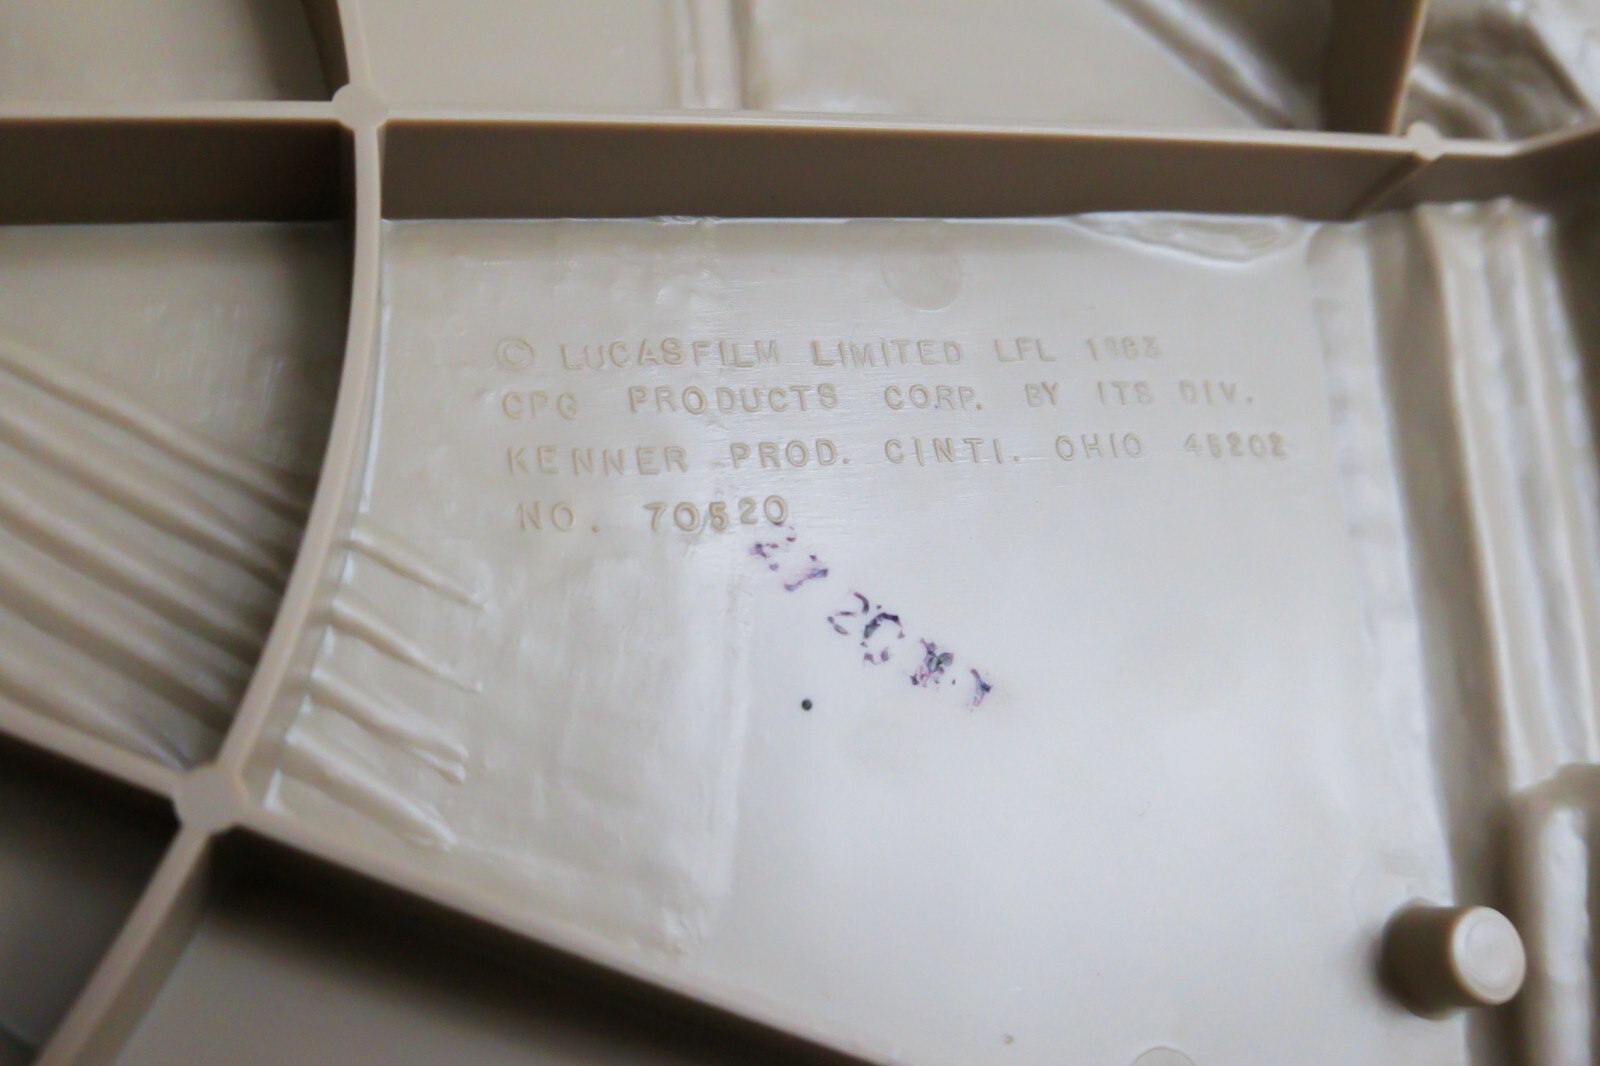 © LUCASFILM LIMITED LFL 1983
CPG PRODUCTS CORP. BY ITS DIV.
KENNER PROD. CINTI. OHIO 45202
NO. 70520